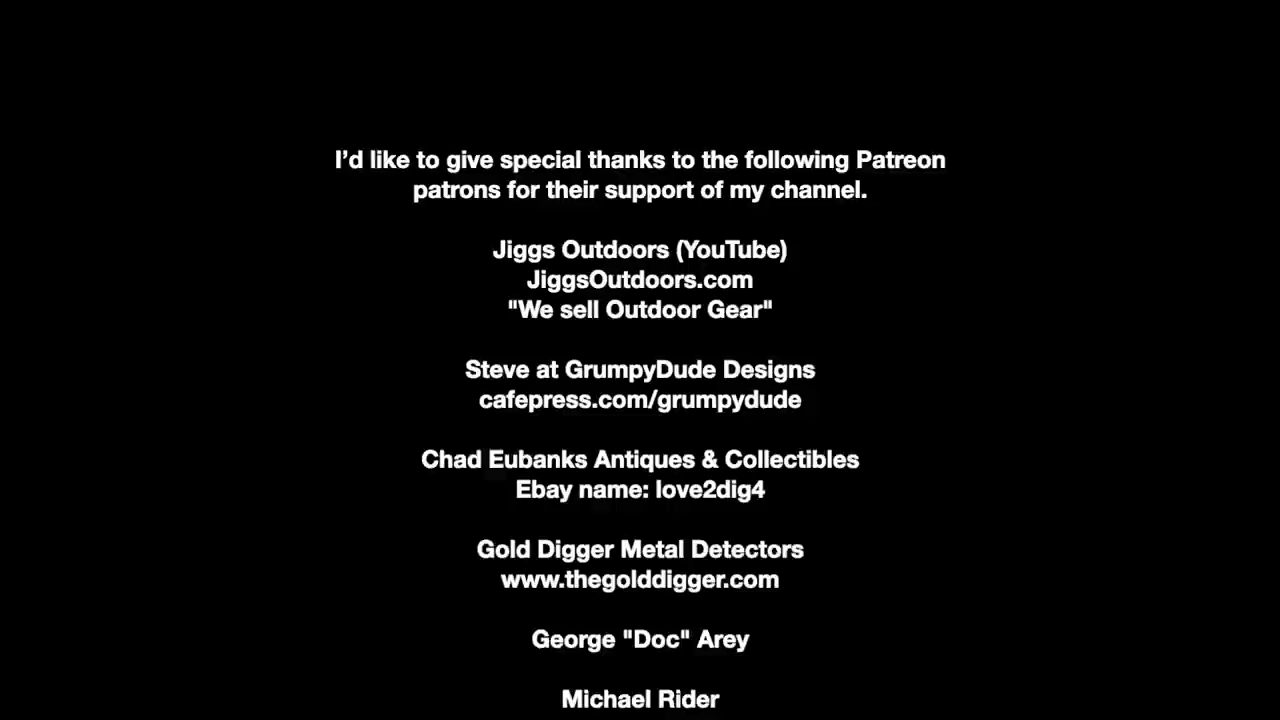 I’d like to give special thanks to the following Patreon
patrons for their support of my channel.
Jiggs Outdoors (YouTube)
JiggsOutdoors.com
"We sell Outdoor Gear"
Steve at GrumpyDude Designs
cafepress.com/grumpydude
Chad Eubanks Antiques & Collectibles
Ebay name: love2dig4
Gold Digger Metal Detectors
www.thegolddigger.com
George "Doc" Arey
Michael Rider